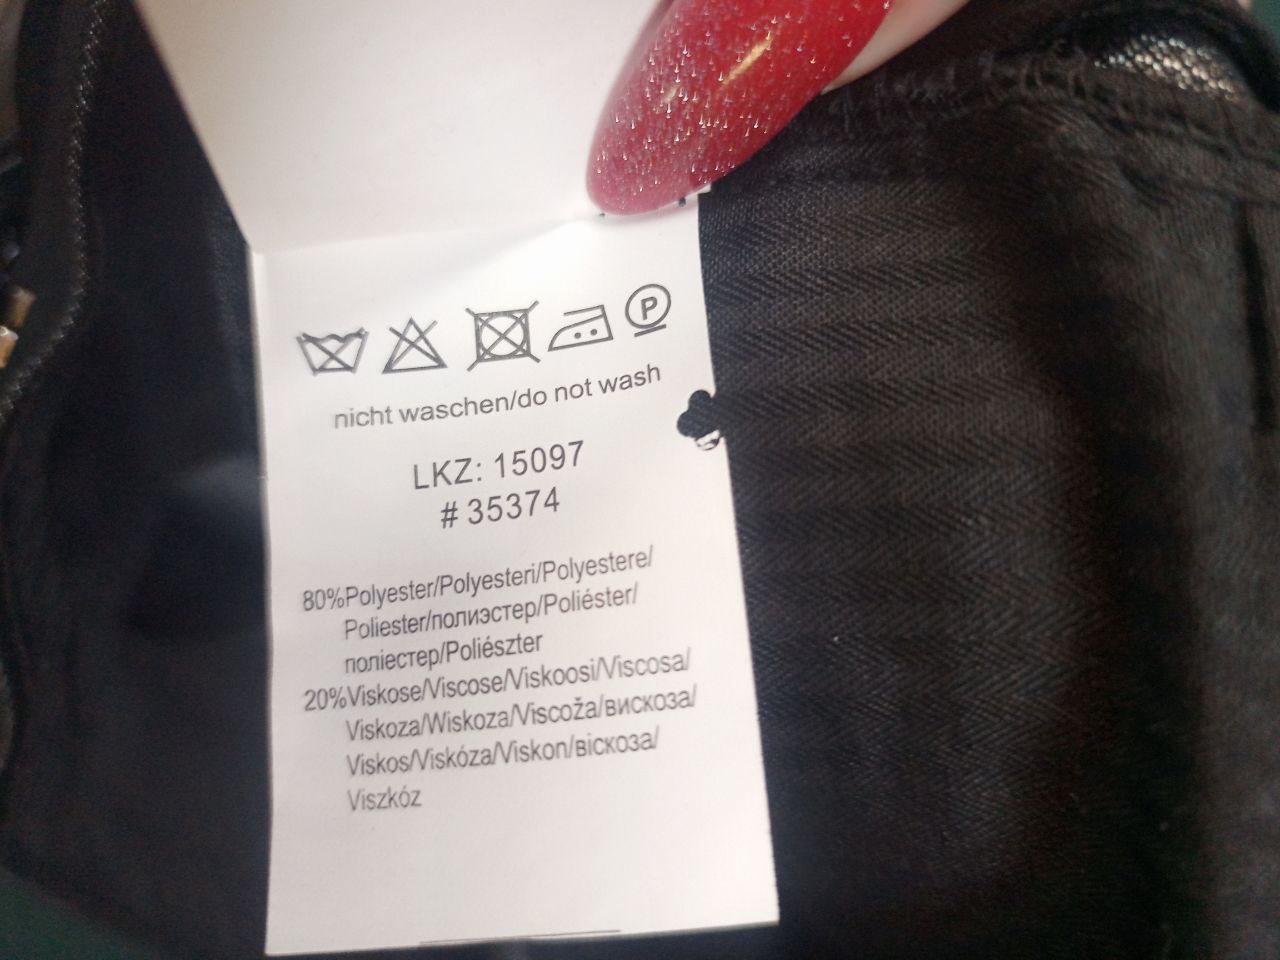 P
nicht waschen/do not wash
LKZ: 15097
# 35374
80%Polyester/Polyesteri/Polyestere/
Poliester/полиэстер/Poliéster/
поліестер/Poliészter
20%Viskose/Viscose/Viskoosi/Viscosa/
Viskoza/Wiskoza/Viscoža/вискоза/
Viskos/Viskóza/Viskon/віскоза/
Viszkóz